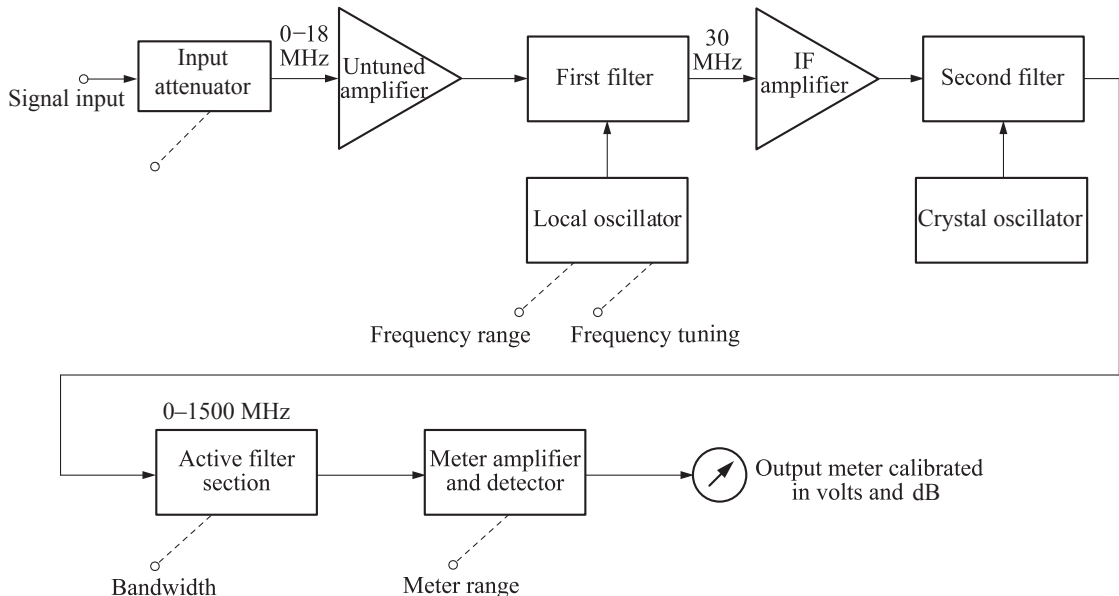 0–18
MHz
Input
attenuator
Signal input
Untuned
amplifier
First filter
30
MHz
IF
amplifier
Second filter
Local oscillator
Crystal oscillator
Frequency range
Frequency tuning
0–1500 MHz
Active filter
section
Meter amplifier
and detector
Output meter calibrated
in volts and dB
Bandwidth
Meter range